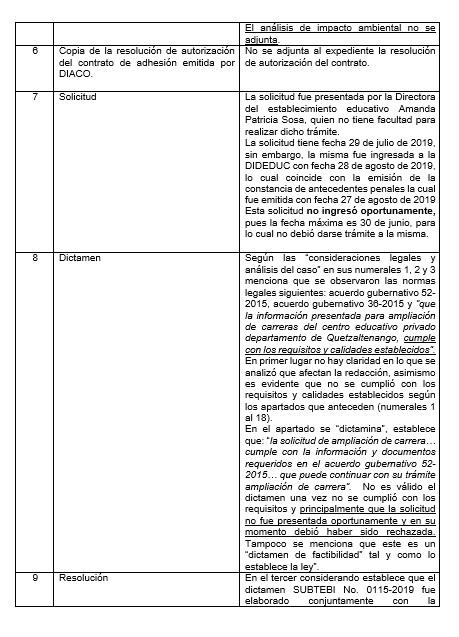 El análisis de impacto ambiental no se
adjunta.
6 Copia de la resolución de autorización No se adjunta al expediente la resolución
del contrato de adhesión emitida por de autorización del contrato.
DIACO.
7 Solicitud La solicitud fue presentada por la Directora
del establecimiento educativo Amanda
Patricia Sosa, quien no tiene facultad para
realizar dicho trámite.
La solicitud tiene fecha 29 de julio de 2019,
sin embargo, la misma fue ingresada a la
DIDEDUC con fecha 28 de agosto de 2019,
lo cual coincide con la emisión de la
constancia de antecedentes penales la cual
fue emitida con fecha 27 de agosto de 2019
Esta solicitud no ingresó oportunamente,
pues la fecha máxima es 30 de junio, para
lo cual no debió darse trámite a la misma.
8 Dictamen Según las "consideraciones legales y
análisis del caso" en sus numerales 1, 2 y 3
menciona que se observaron las normas
legales siguientes: acuerdo gubernativo 52-
2015, acuerdo gubernativo 36-2015 y "que
la información presentada para ampliación
de carreras del centro educativo privado
departamento de Quetzaltenango, cumple
con los requisitos y calidades establecidos".
En primer lugar no hay claridad en lo que se
analizó que afectan la redacción, asimismo
es evidente que no se cumplió con los
requisitos y calidades establecidos según
los apartados que anteceden (numerales 1
al 18).
En el apartado se "dictamina", establece
que: "la solicitud de ampliación de carrera…
cumple con la información y documentos
requeridos en el acuerdo gubernativo 52-
2015… que puede continuar con su trámite
ampliación de carrera". No es válido el
dictamen una vez no se cumplió con los
requisitos y principalmente que la solicitud
no fue presentada oportunamente y en su
momento debió haber sido rechazada.
Tampoco se menciona que este es un
"dictamen de factibilidad" tal y como lo
establece la ley".
9 Resolución En el tercer considerando establece que el
dictamen SUBTEBI No. 0115-2019 fue
elaborado conjuntamente con la